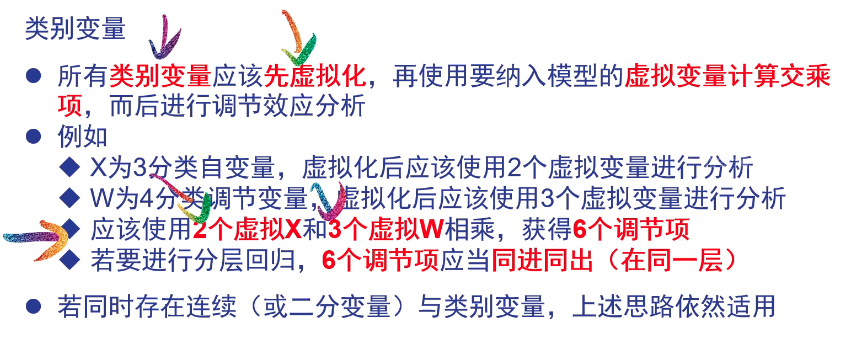 类别变量
所有类别变量应该先虚拟化，再使用要纳入模型的虚拟变量计算交乘
项，而后进行调节效应分析
例如
X为3分类自变量，虚拟化后应该使用2个虚拟变量进行分析
W为4分类调节变量，虚拟化后应该使用3个虚拟变量进行分析
应该使用2个虚拟X和3个虚拟W相乘，获得6个调节项
若要进行分层回归，6个调节项应当同进同出（在同一层）
若同时存在连续（或二分变量）与类别变量，上述思路依然适用